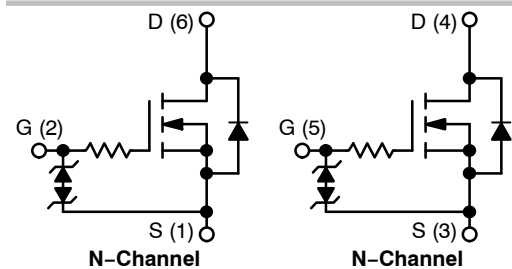 D (6)
D (4)
G (2)
G (5)
S (1)
S (3)
N−Channel
N−Channel